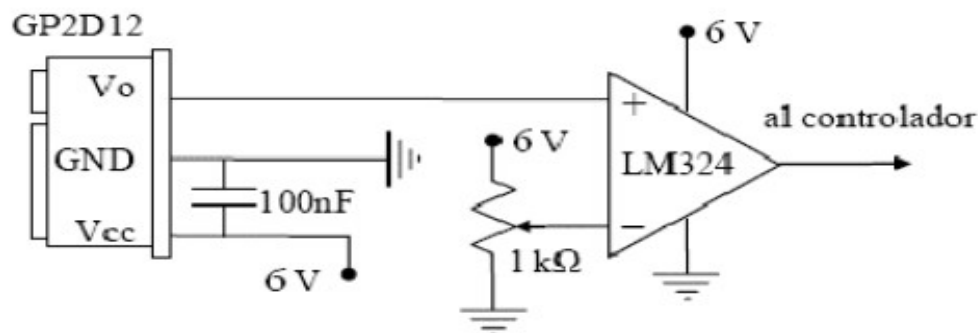 GP2D12
Vo
GND
Vcc
100nF
6 V
6 V
1 kΩ
6 V
+
LM324
−
al controlador